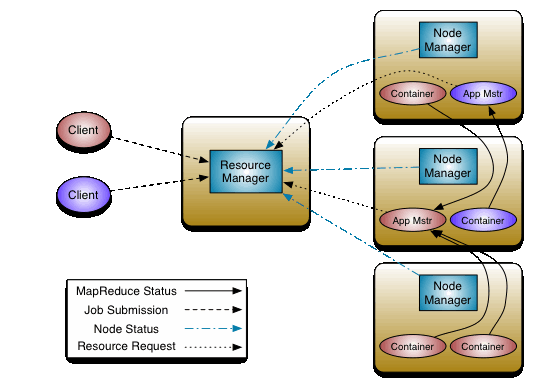 Node
Manager
Container
App Mstr
Client
Resource
Manager
Client
Node
Manager
App Mstr
Container
Node
Manager
Container
Container
MapReduce Status
Job Submission
Node Status
Resource Request